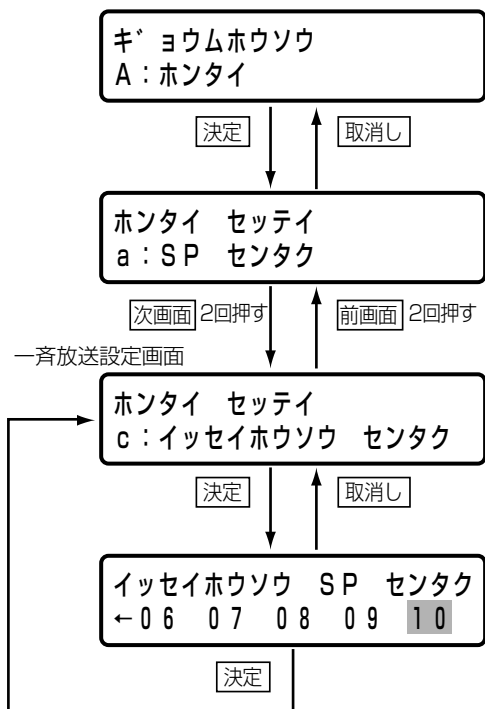 ギョウムホウソウ
A：ホンタイ
決定 取消し
ホンタイ セッテイ
a：SP センタク
次画面 2回押す 前画面 2回押す
一斉放送設定画面
ホンタイ セッテイ
c：イッセイホウソウ センタク
決定 取消し
イッセイホウソウ SP センタク
←06 07 08 09 10
決定